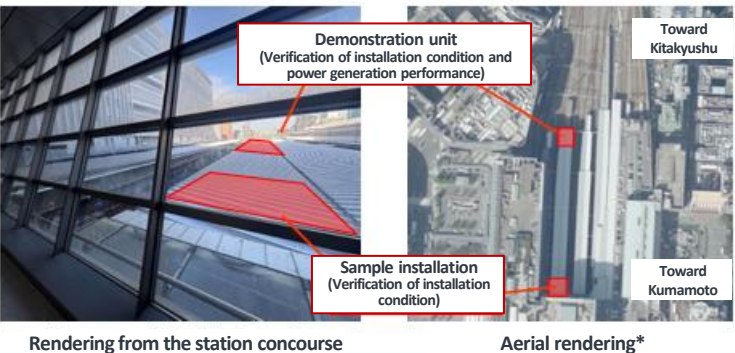 Demonstration unit
(Verification of installation condition and
power generation performance)
Toward
Kitakyushu
Sample installation
(Verification of installation
condition)
Toward
Kumamoto
Rendering from the station concourse
Aerial rendering*